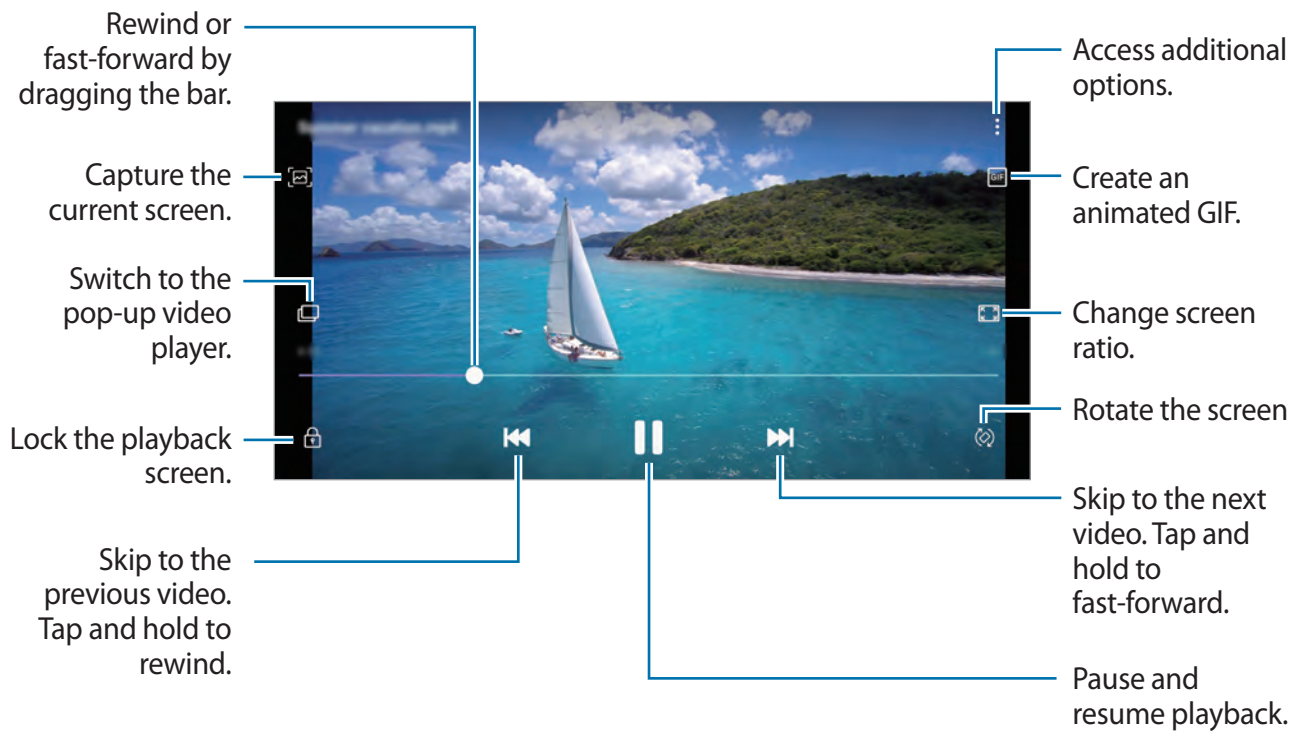 Rewind or
fast-forward by
dragging the bar.
Access additional
options.
Capture the
current screen.
GIF
Create an
animated GIF.
Switch to the
pop-up video
player.
Change screen
ratio.
Lock the playback
screen.
Rotate the screen
Skip to the
previous video.
Tap and hold to
rewind.
Skip to the next
video. Tap and
hold to
fast-forward.
Pause and
resume playback.